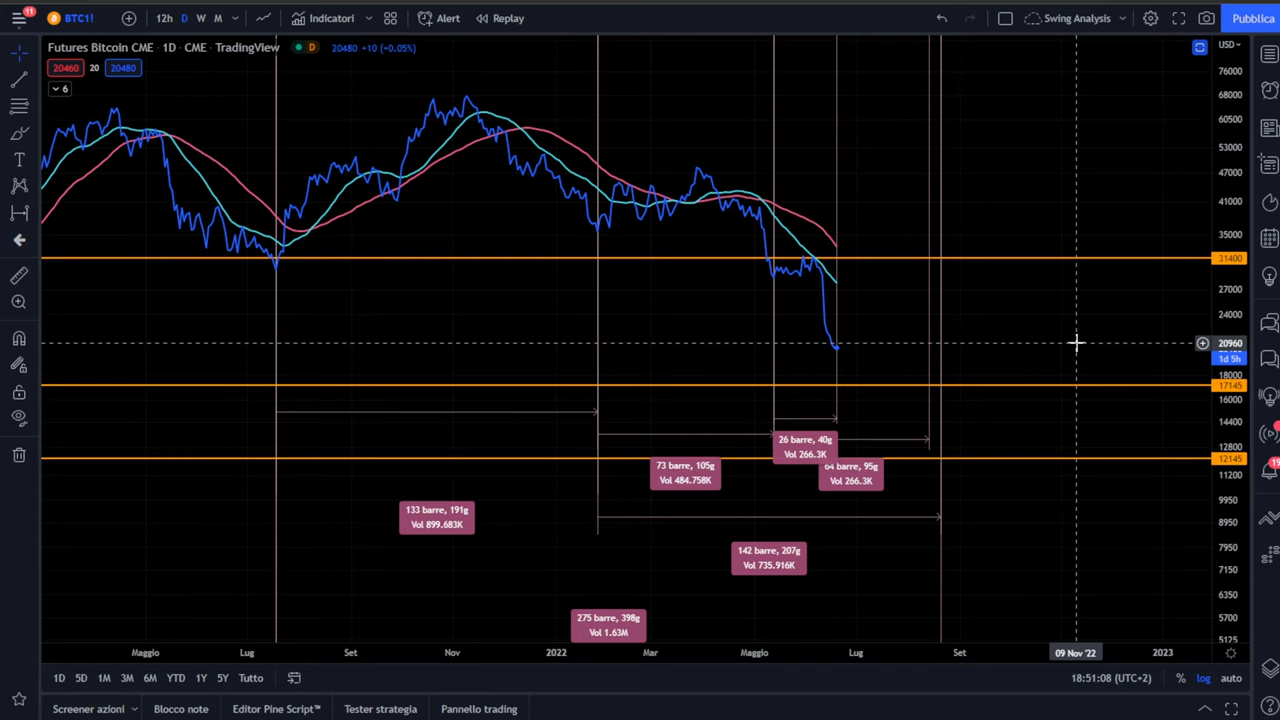 11
BTC1!
12h D W M
Indicatori
Alert
Replay
Swing Analysis
Pubblica
Futures Bitcoin CME · 1D · CME · TradingView
D
20480 +10 (+0.05%)
20460 20 20480
6
USD
76000
68000
60500
53000
47000
41000
35000
31400
27000
24000
20960
1d 5h
18000
17145
16000
14400
12800
12145
11200
9950
8950
7950
7150
6350
5700
5175
26 barre, 40g
Vol 266.3K
73 barre, 105g
Vol 484.758K
64 barre, 95g
Vol 266.3K
133 barre, 191g
Vol 899.683K
142 barre, 207g
Vol 735.916K
275 barre, 398g
Vol 1.63M
Maggio Lug Set Nov 2022 Mar Maggio Lug Set 09 Nov '22 2023
1D 5D 1M 3M 6M YTD 1Y 5Y Tutto
18:51:08 (UTC+2) % log auto
Screener azioni Blocco note Editor Pine Script™ Tester strategia Pannello trading